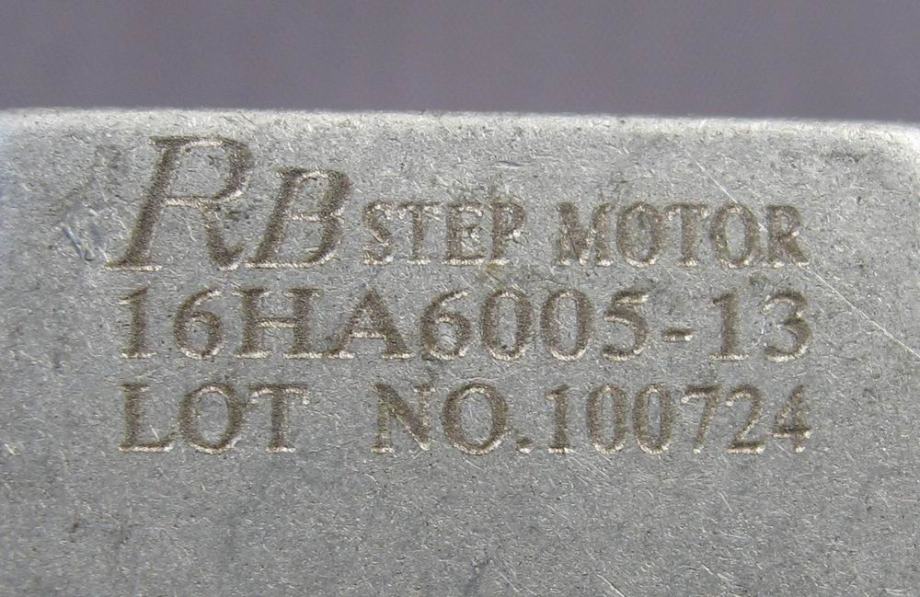 RB STEP MOTOR
16HA6005-13
LOT NO.100724